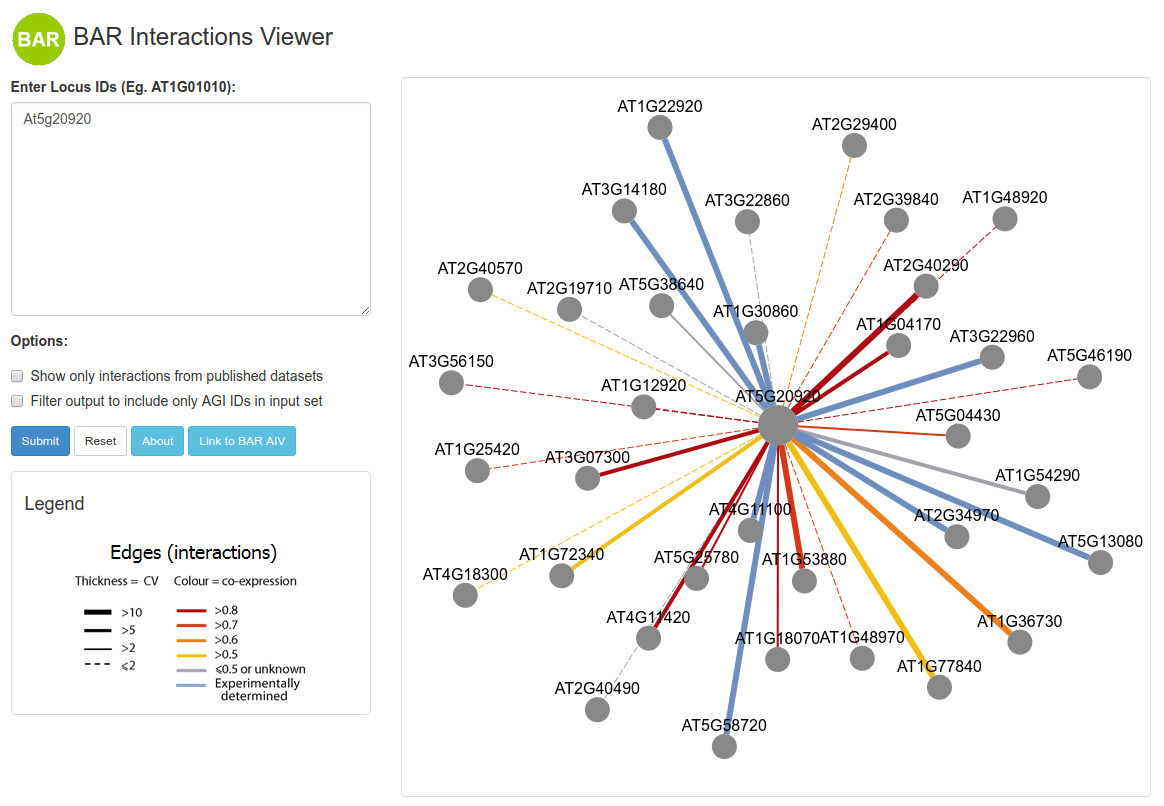 BAR
BAR Interactions Viewer
Enter Locus IDs (Eg. AT1G01010):
At5g20920
Options:
Show only interactions from published datasets
Filter output to include only AGI IDs in input set
Submit
Reset
About
Link to BAR AIV
Legend
Edges (interactions)
Thickness = CV
Colour = co-expression
>10
>5
>2
⩽2
>0.8
>0.7
>0.6
>0.5
⩽0.5 or unknown
Experimentally
determined
AT1G22920
AT2G29400
AT3G14180
AT3G22860
AT2G39840
AT1G48920
AT2G40570
AT2G40290
AT2G19710
AT5G38640
AT1G30860
AT1G04170
AT3G22960
AT3G56150
AT5G46190
AT1G12920
AT5G20920
AT5G04430
AT1G25420
AT3G07300
AT1G54290
AT4G11100
AT2G34970
AT5G13080
AT1G72340
AT5G25780
AT1G53880
AT4G18300
AT4G11420
AT1G18070
AT1G48970
AT1G36730
AT1G77840
AT2G40490
AT5G58720